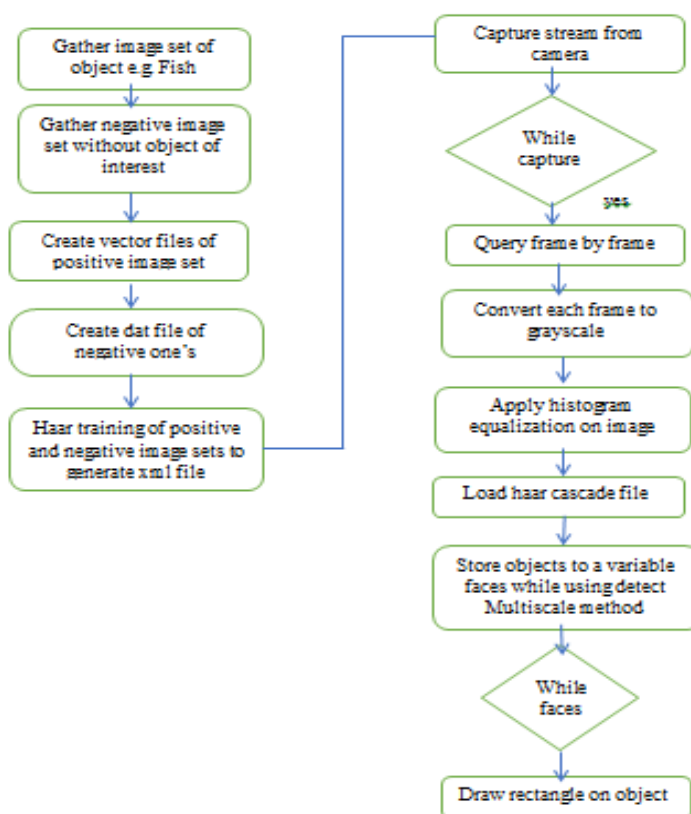 Gather image set of
object e.g. Fish
Gather negative image
set without object of
interest
Create vector files of
positive image set
Create dat file of
negative one's
Haar training of positive
and negative image sets to
generate xml file
Capture stream from
camera
While
capture
yes
Query frame by frame
Convert each frame to
grayscale
Apply histogram
equalization on image
Load haar cascade file
Store objects to a variable
faces while using detect
Multiscale method
While
faces
Draw rectangle on object